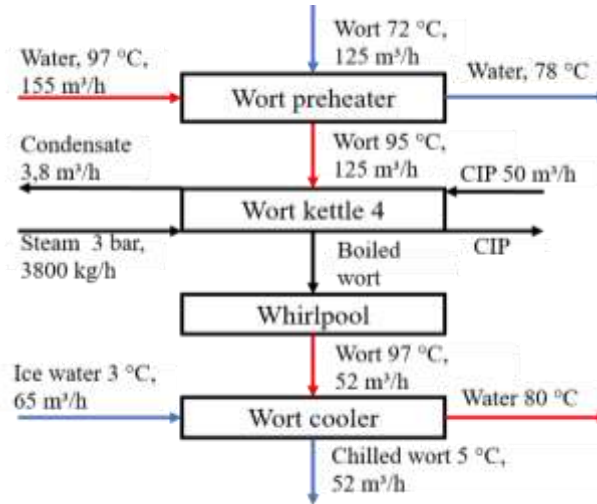 Wort 72 °C,
125 m³/h
Water, 97 °C,
155 m³/h
Water, 78 °C
Wort preheater
Wort 95 °C,
125 m³/h
Condensate
3,8 m³/h
CIP 50 m³/h
Wort kettle 4
Steam 3 bar,
3800 kg/h
CIP
Boiled
wort
Whirlpool
Wort 97 °C,
52 m³/h
Ice water 3 °C,
65 m³/h
Water 80 °C
Wort cooler
Chilled wort 5 °C,
52 m³/h